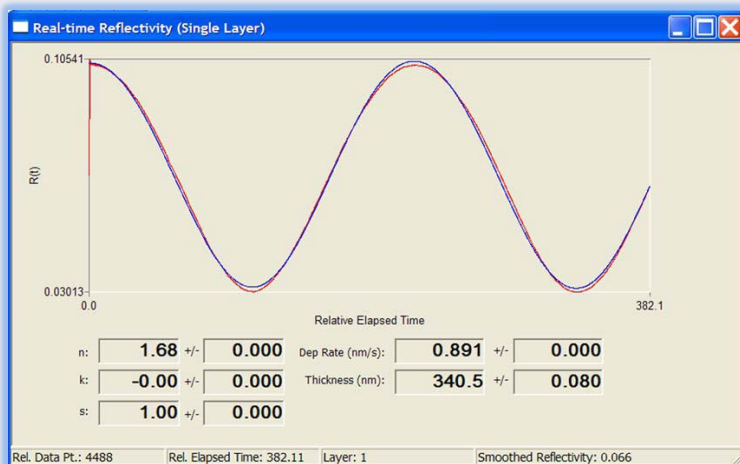 Real-time Reflectivity (Single Layer)
0.10541
R(t)
0.03013
0.0 382.1
Relative Elapsed Time
n: 1.68 +/- 0.000 Dep Rate (nm/s): 0.891 +/- 0.000
k: -0.00 +/- 0.000 Thickness (nm): 340.5 +/- 0.080
s: 1.00 +/- 0.000
Rel. Data Pt.: 4488 Rel. Elapsed Time: 382.11 Layer: 1 Smoothed Reflectivity: 0.066